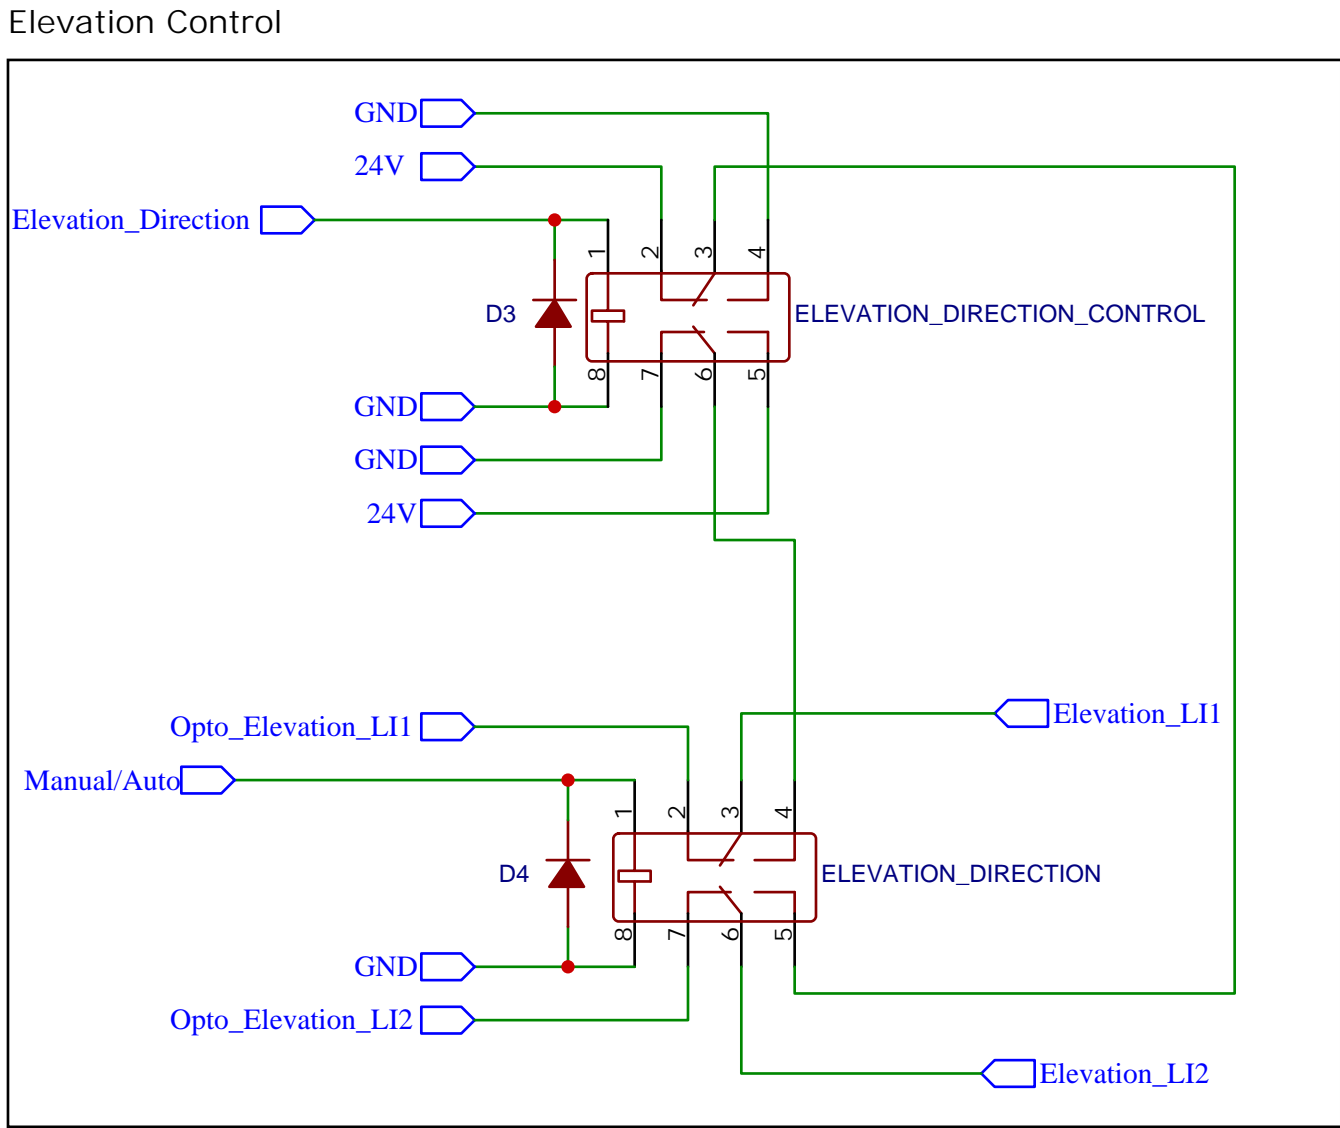 Elevation Control
GND
24V
Elevation_Direction
1
2
3
4
D3
ELEVATION_DIRECTION_CONTROL
8
7
6
5
GND
GND
24V
Opto_Elevation_LI1
Elevation_LI1
Manual/Auto
1
2
3
4
D4
ELEVATION_DIRECTION
8
7
6
5
GND
Opto_Elevation_LI2
Elevation_LI2